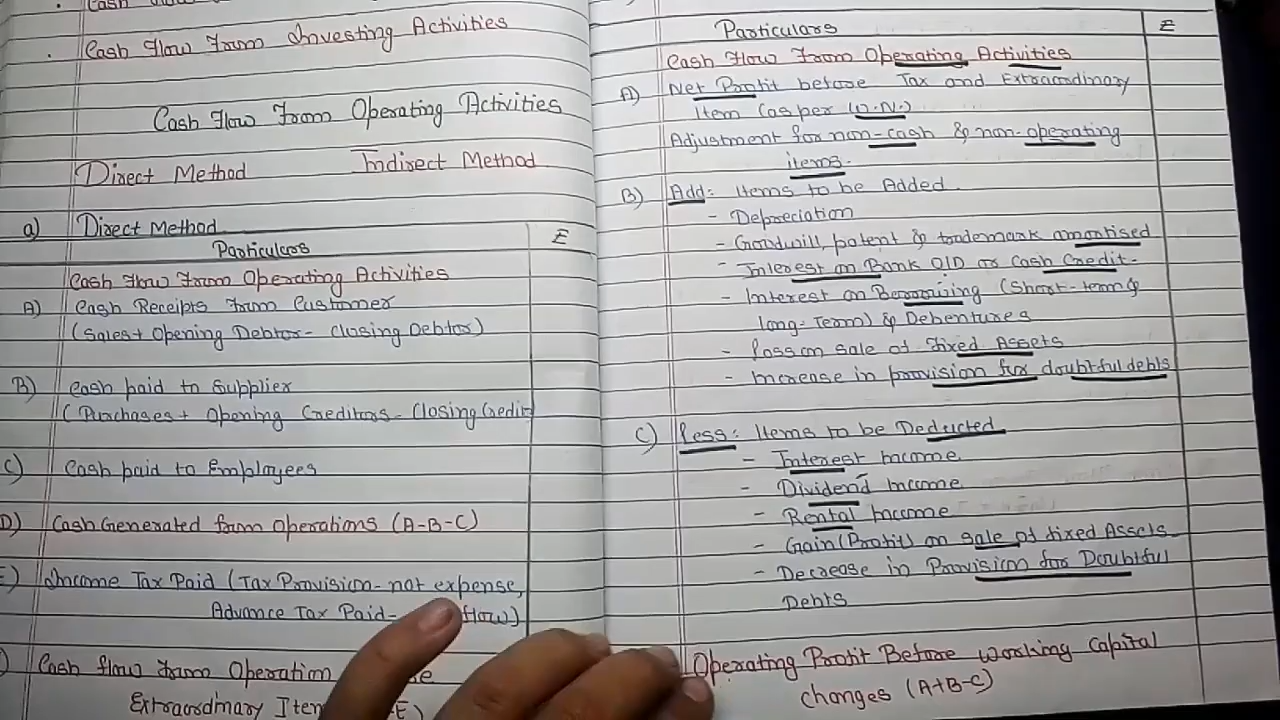 Cash
Cash Flow From Investing Activities
Cash Flow From Operating Activities
Direct Method Indirect Method
a) Direct Method
Particulars ₹
Cash Flow From Operating Activities
A) Cash Receipts From Customer
(Sales + Opening Debtor - Closing Debtor)
B) Cash paid to Supplier
(Purchases + Opening Creditors - Closing Credit
C) Cash paid to Employees
D) Cash Generated from Operations (A-B-C)
E) Income Tax Paid (Tax Provision - not expense,
Advance Tax Paid - flow)
) Cash flow from Operation
Extraordinary Item E)
Particulars ₹
Cash Flow From Operating Activities
A) Net Profit before Tax and Extraordinary
Item (as per W.N.)
Adjustment for non-cash & non-operating
items.
B) Add: Items to be Added.
- Depreciation
- Goodwill, patent & trademark amortised
- Interest on Bank O/D or Cash Credit.
- Interest on Borrowing (Short-term &
long-Term) & Debentures
- Loss on sale of Fixed Assets
- Increase in provision for doubtful debts
C) Less: Items to be Deducted
- Interest Income
- Dividend Income
- Rental Income
- Gain (Profit) on sale of fixed Assets
- Decrease in Provision for Doubtful
Debts
Operating Profit Before Working Capital
changes (A+B-C)